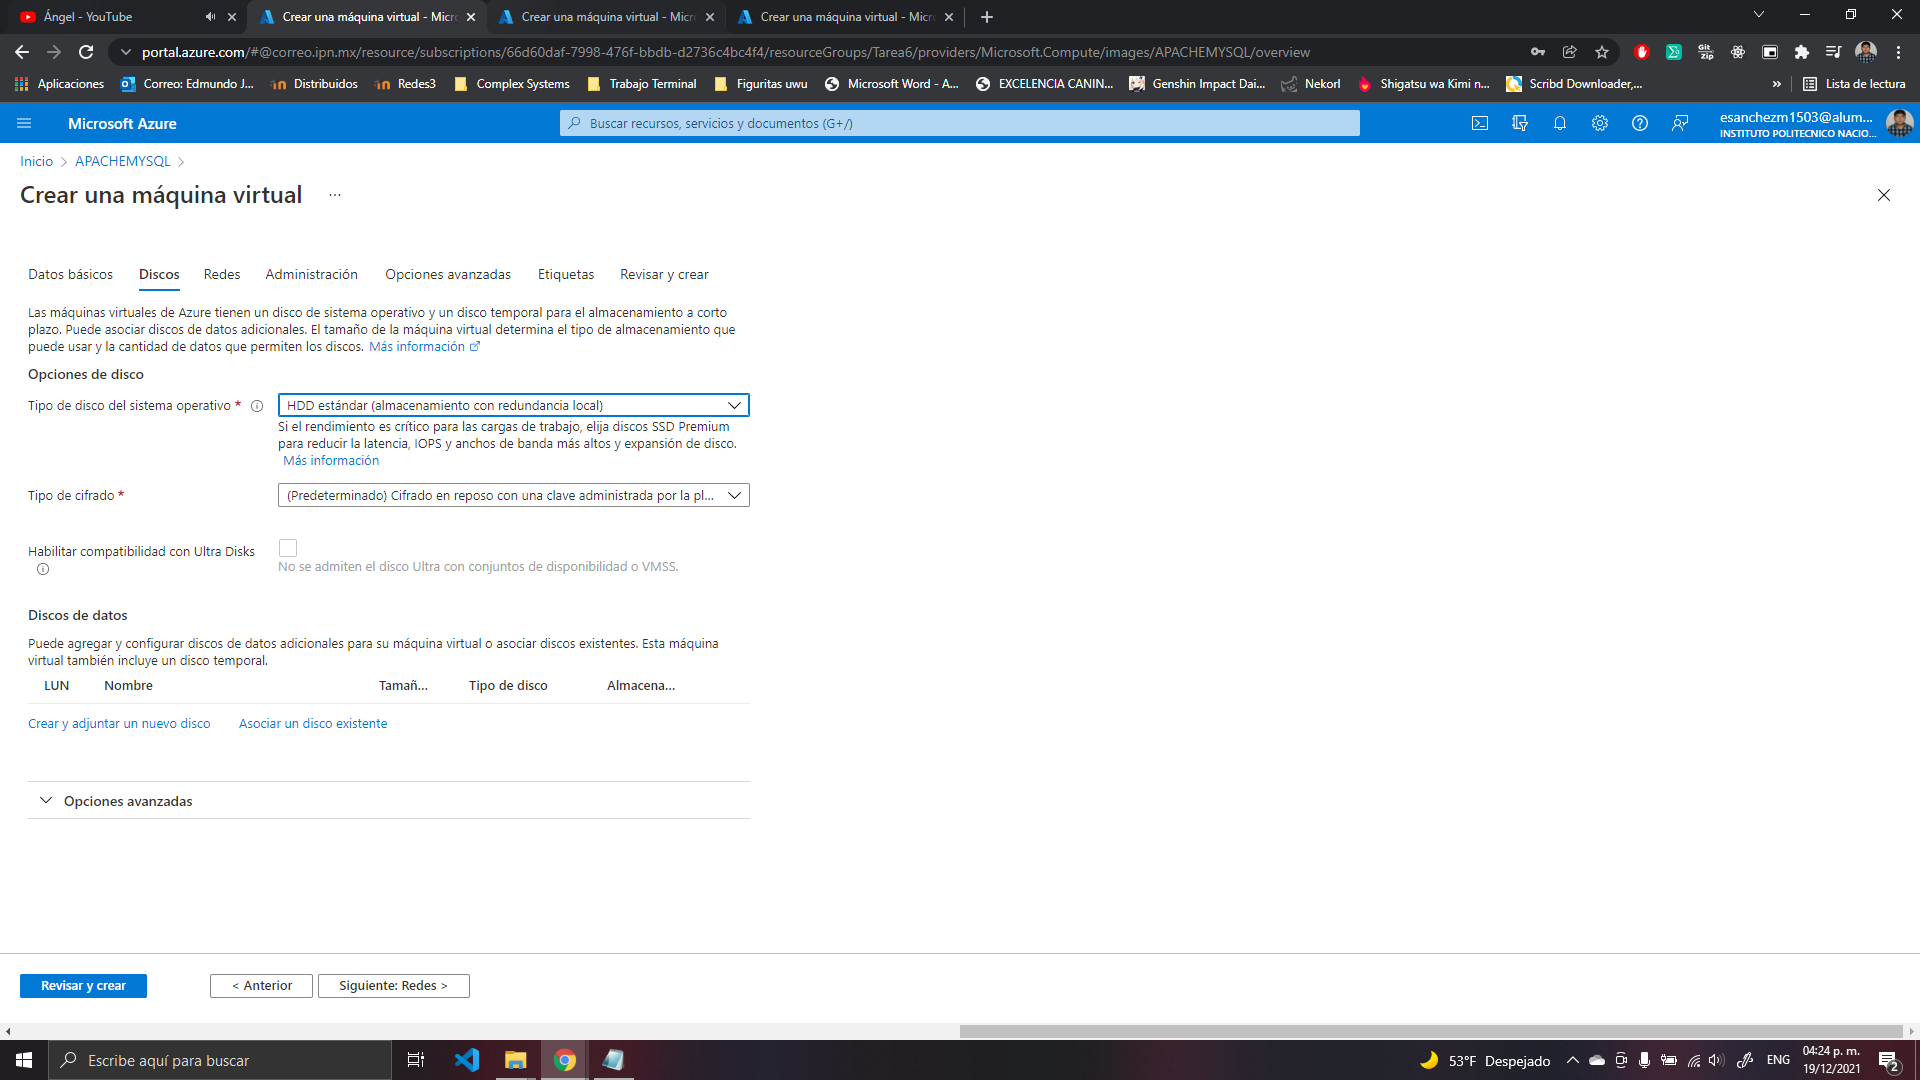 Ángel - YouTube
Crear una máquina virtual - Micro
Crear una máquina virtual - Micro
Crear una máquina virtual - Micro
portal.azure.com/#@correo.ipn.mx/resource/subscriptions/66d60daf-7998-476f-bbdb-d2736c4bc4f4/resourceGroups/Tarea6/providers/Microsoft.Compute/images/APACHEMYSQL/overview
Aplicaciones
Correo: Edmundo J...
Distribuidos
Redes3
Complex Systems
Trabajo Terminal
Figuritas uwu
Microsoft Word - A...
EXCELENCIA CANIN...
Genshin Impact Dai...
Nekorl
Shigatsu wa Kimi n...
Scribd Downloader,...
»
Lista de lectura
Microsoft Azure
Buscar recursos, servicios y documentos (G+/)
esanchezm1503@alum...
INSTITUTO POLITECNICO NACIO...
Inicio > APACHEMYSQL >
Crear una máquina virtual ...
Datos básicos Discos Redes Administración Opciones avanzadas Etiquetas Revisar y crear
Las máquinas virtuales de Azure tienen un disco de sistema operativo y un disco temporal para el almacenamiento a corto
plazo. Puede asociar discos de datos adicionales. El tamaño de la máquina virtual determina el tipo de almacenamiento que
puede usar y la cantidad de datos que permiten los discos. Más información
Opciones de disco
Tipo de disco del sistema operativo *
HDD estándar (almacenamiento con redundancia local)
Si el rendimiento es crítico para las cargas de trabajo, elija discos SSD Premium
para reducir la latencia, IOPS y anchos de banda más altos y expansión de disco.
Más información
Tipo de cifrado *
(Predeterminado) Cifrado en reposo con una clave administrada por la pl...
Habilitar compatibilidad con Ultra Disks
No se admiten el disco Ultra con conjuntos de disponibilidad o VMSS.
Discos de datos
Puede agregar y configurar discos de datos adicionales para su máquina virtual o asociar discos existentes. Esta máquina
virtual también incluye un disco temporal.
LUN Nombre Tamañ... Tipo de disco Almacena...
Crear y adjuntar un nuevo disco Asociar un disco existente
Opciones avanzadas
Revisar y crear < Anterior Siguiente: Redes >
Escribe aquí para buscar
53°F Despejado
ENG
04:24 p. m.
19/12/2021
2